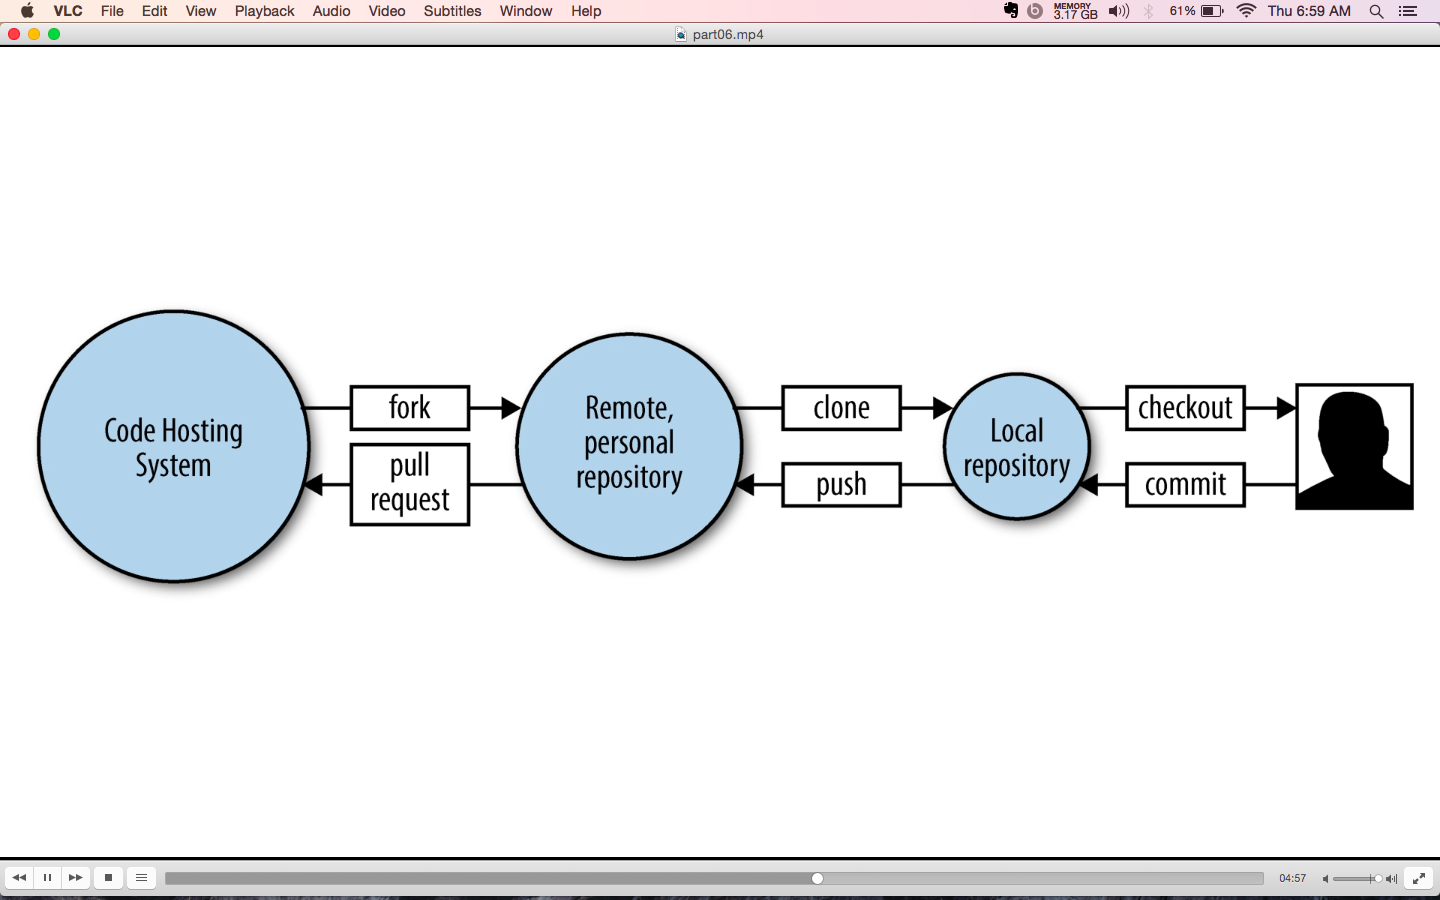 VLC File Edit View Playback Audio Video Subtitles Window Help MEMORY 3.17 GB 61% Thu 6:59 AM
part06.mp4
Code Hosting
System
fork
pull
request
Remote,
personal
repository
clone
push
Local
repository
checkout
commit
04:57